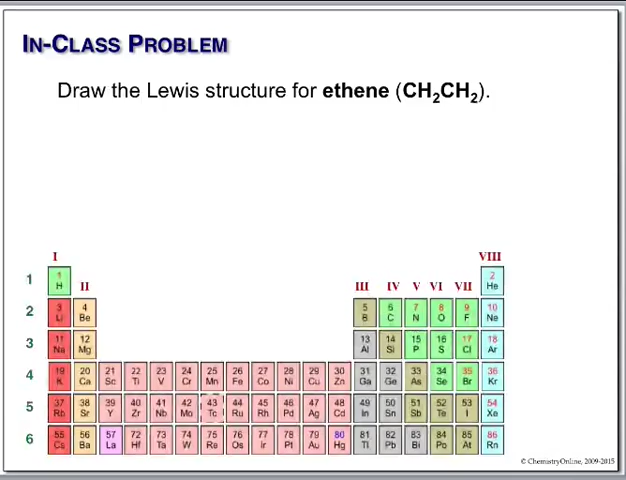 IN-CLASS PROBLEM
Draw the Lewis structure for ethene (CH₂CH₂).
I VIII
1 1 2
H He
II III IV V VI VII
2 3 4 5 6 7 8 9 10
Li Be B C N O F Ne
3 11 12 13 14 15 16 17 18
Na Mg Al Si P S Cl Ar
4 19 20 21 22 23 24 25 26 27 28 29 30 31 32 33 34 35 36
K Ca Sc Ti V Cr Mn Fe Co Ni Cu Zn Ga Ge As Se Br Kr
5 37 38 39 40 41 42 43 44 45 46 47 48 49 50 51 52 53 54
Rb Sr Y Zr Nb Mo Tc Ru Rh Pd Ag Cd In Sn Sb Te I Xe
6 55 56 57 72 73 74 75 76 77 78 79 80 81 82 83 84 85 86
Cs Ba La Hf Ta W Re Os Ir Pt Au Hg Tl Pb Bi Po At Rn
© ChemistryOnline, 2009-2015